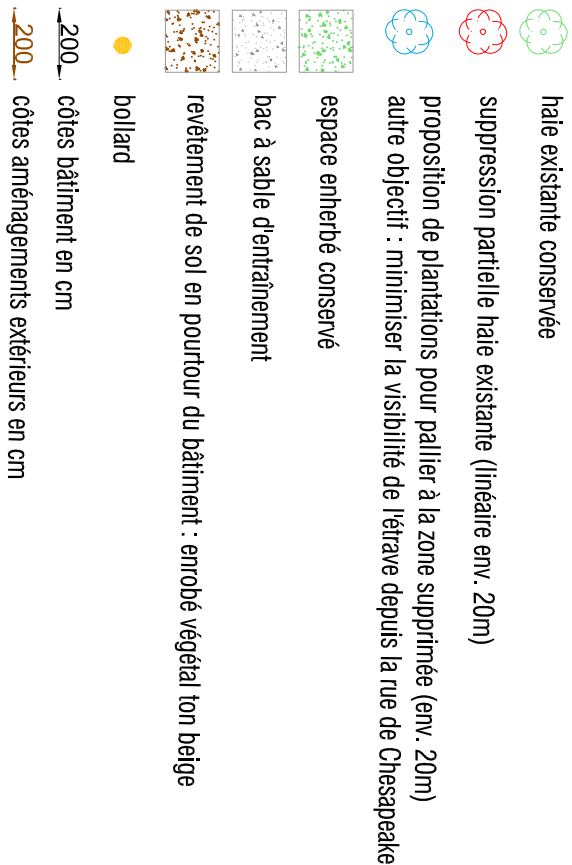 haie existante conservée
suppression partielle haie existante (linéaire env. 20m)
proposition de plantations pour pallier à la zone supprimée (env. 20m)
autre objectif : minimiser la visibilité de l'étrave depuis la rue de Chesapeake
espace enherbé conservé
bac à sable d'entraînement
revêtement de sol en pourtour du bâtiment : enrobé végétal ton beige
bollard
200 côtes bâtiment en cm
200 côtes aménagements extérieurs en cm